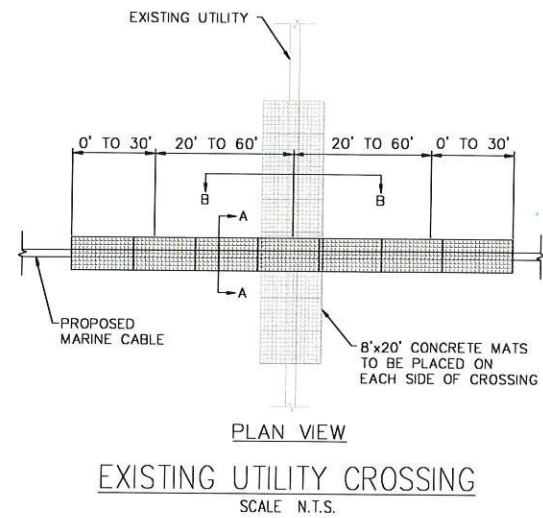 EXISTING UTILITY
0' TO 30' 20' TO 60' 20' TO 60' 0' TO 30'
B B
A
A
PROPOSED
MARINE CABLE
8'x20' CONCRETE MATS
TO BE PLACED ON
EACH SIDE OF CROSSING
PLAN VIEW
EXISTING UTILITY CROSSING
SCALE N.T.S.